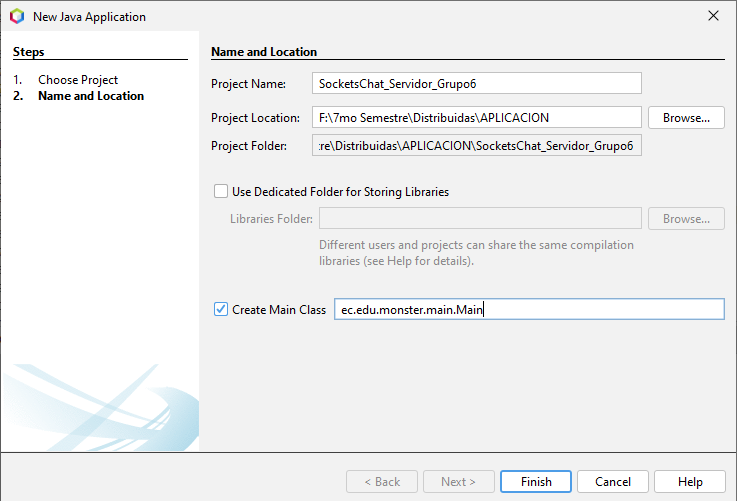 New Java Application
Steps
1. Choose Project
2. Name and Location
Name and Location
Project Name: SocketsChat_Servidor_Grupo6
Project Location: F:\7mo Semestre\Distribuidas\APLICACION Browse...
Project Folder: :re\Distribuidas\APLICACION\SocketsChat_Servidor_Grupo6
Use Dedicated Folder for Storing Libraries
Libraries Folder: Browse...
Different users and projects can share the same compilation
libraries (see Help for details).
Create Main Class ec.edu.monster.main.Main
< Back Next > Finish Cancel Help